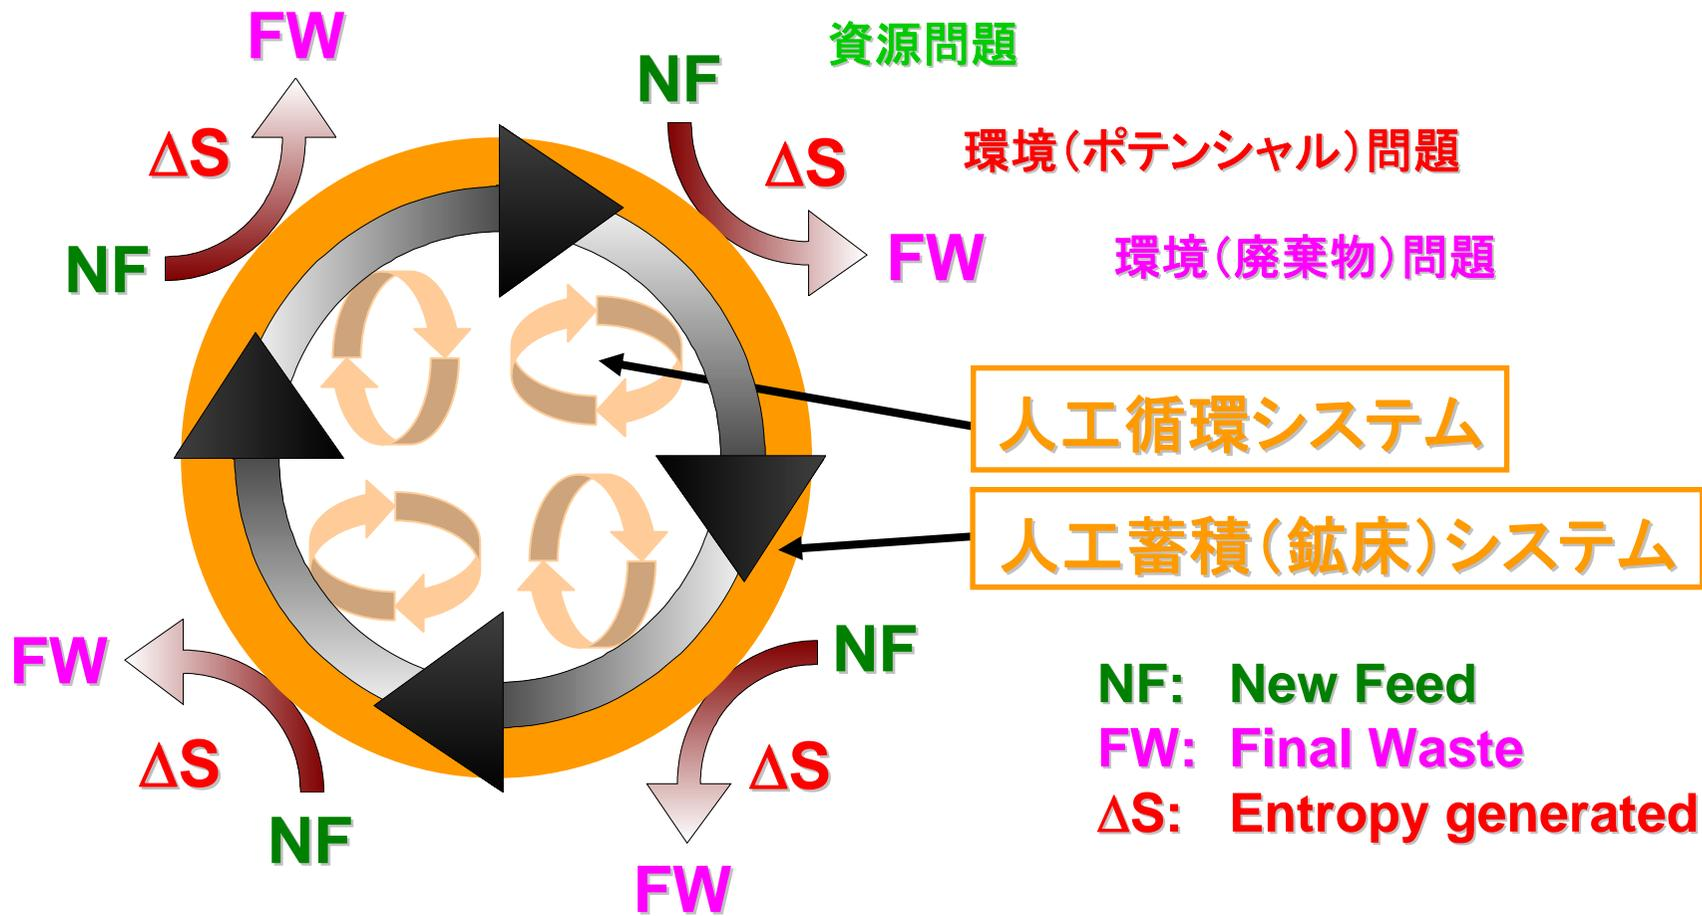 FW
資源問題
NF
ΔS
環境(ポテンシャル)問題
ΔS
NF
FW
環境(廃棄物)問題
人工循環システム
人工蓄積(鉱床)システム
FW
NF
NF: New Feed
FW: Final Waste
ΔS
ΔS
ΔS: Entropy generated
NF
FW